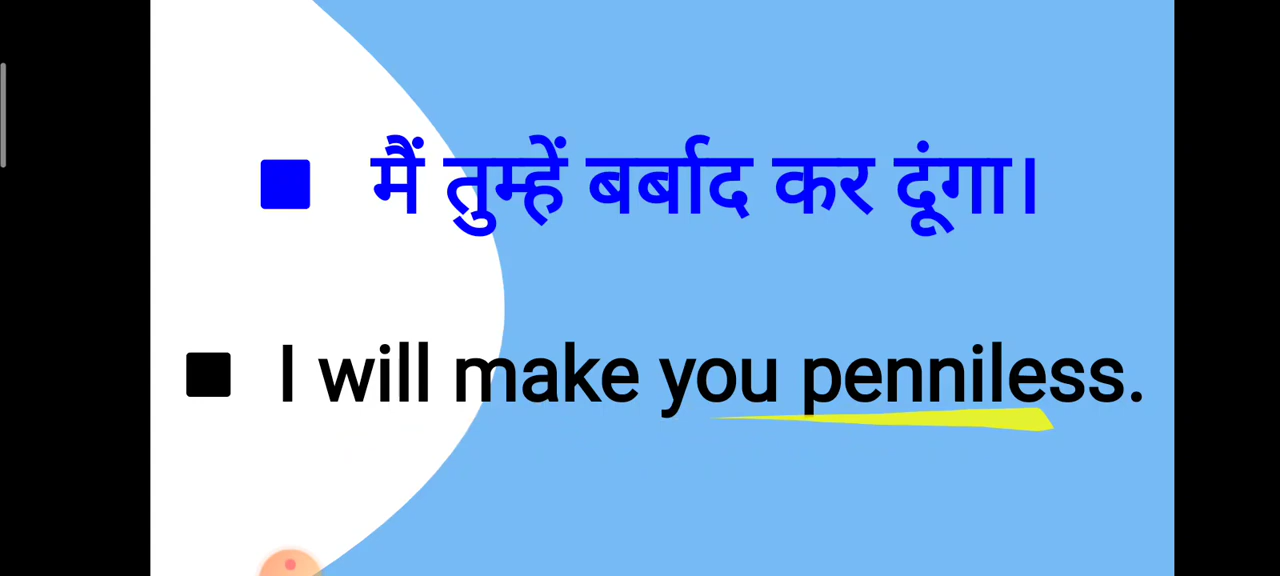 मैं तुम्हें बर्बाद कर दूंगा।
I will make you penniless.